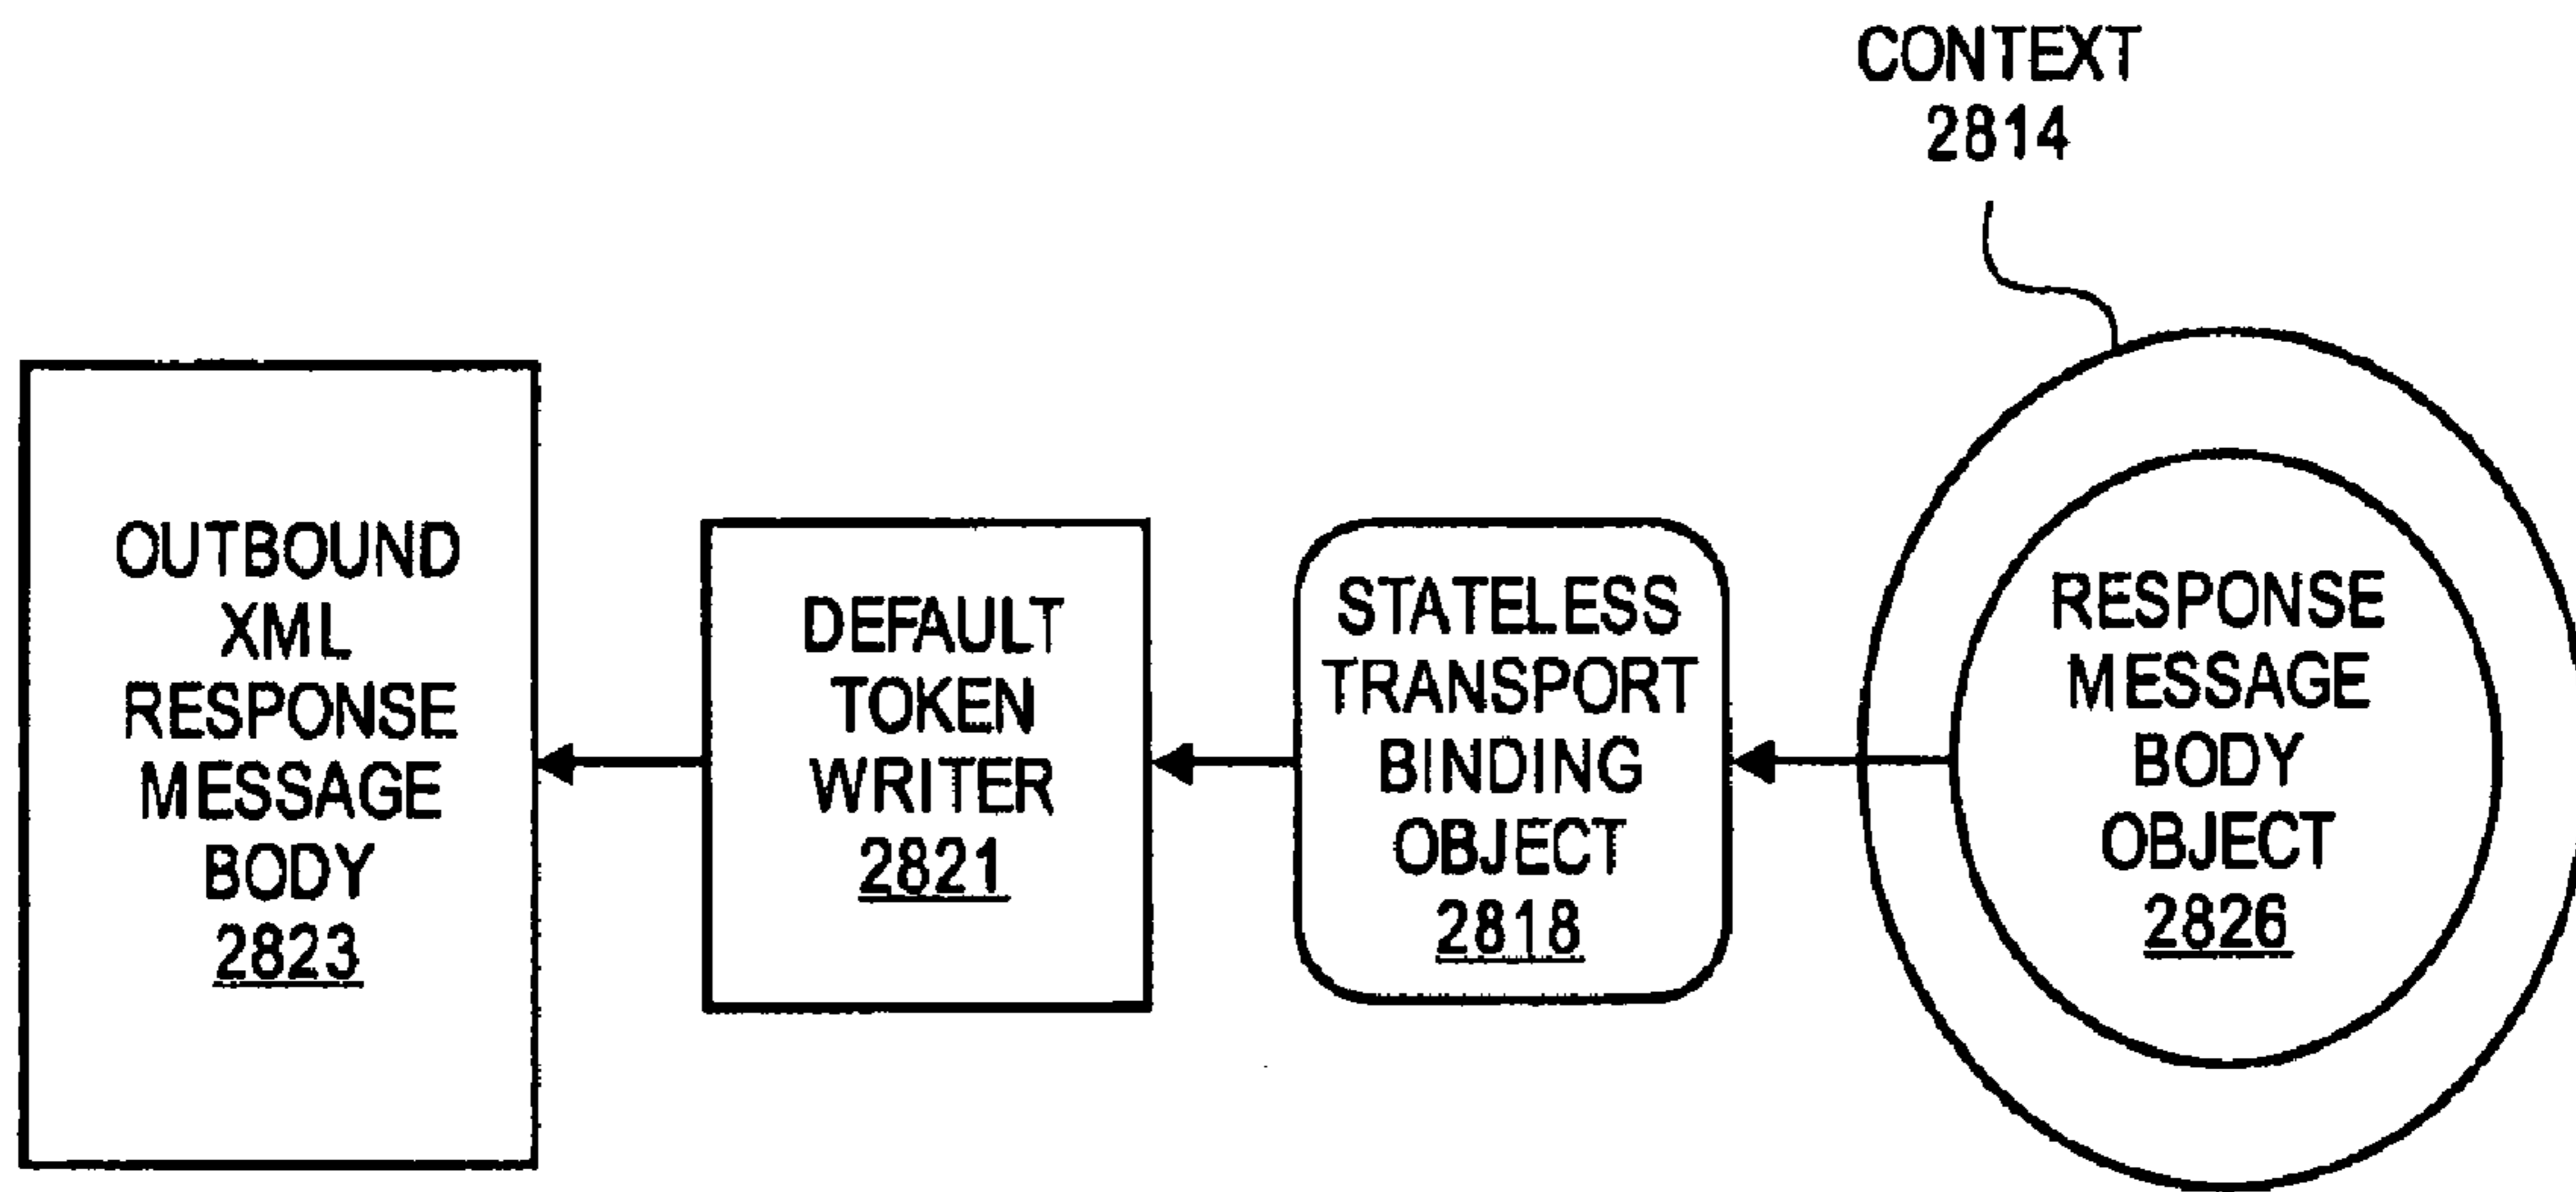 CONTEXT
2814
OUTBOUND
XML
RESPONSE
MESSAGE
BODY
2823
DEFAULT
TOKEN
WRITER
2821
STATELESS
TRANSPORT
BINDING
OBJECT
2818
RESPONSE
MESSAGE
BODY
OBJECT
2826